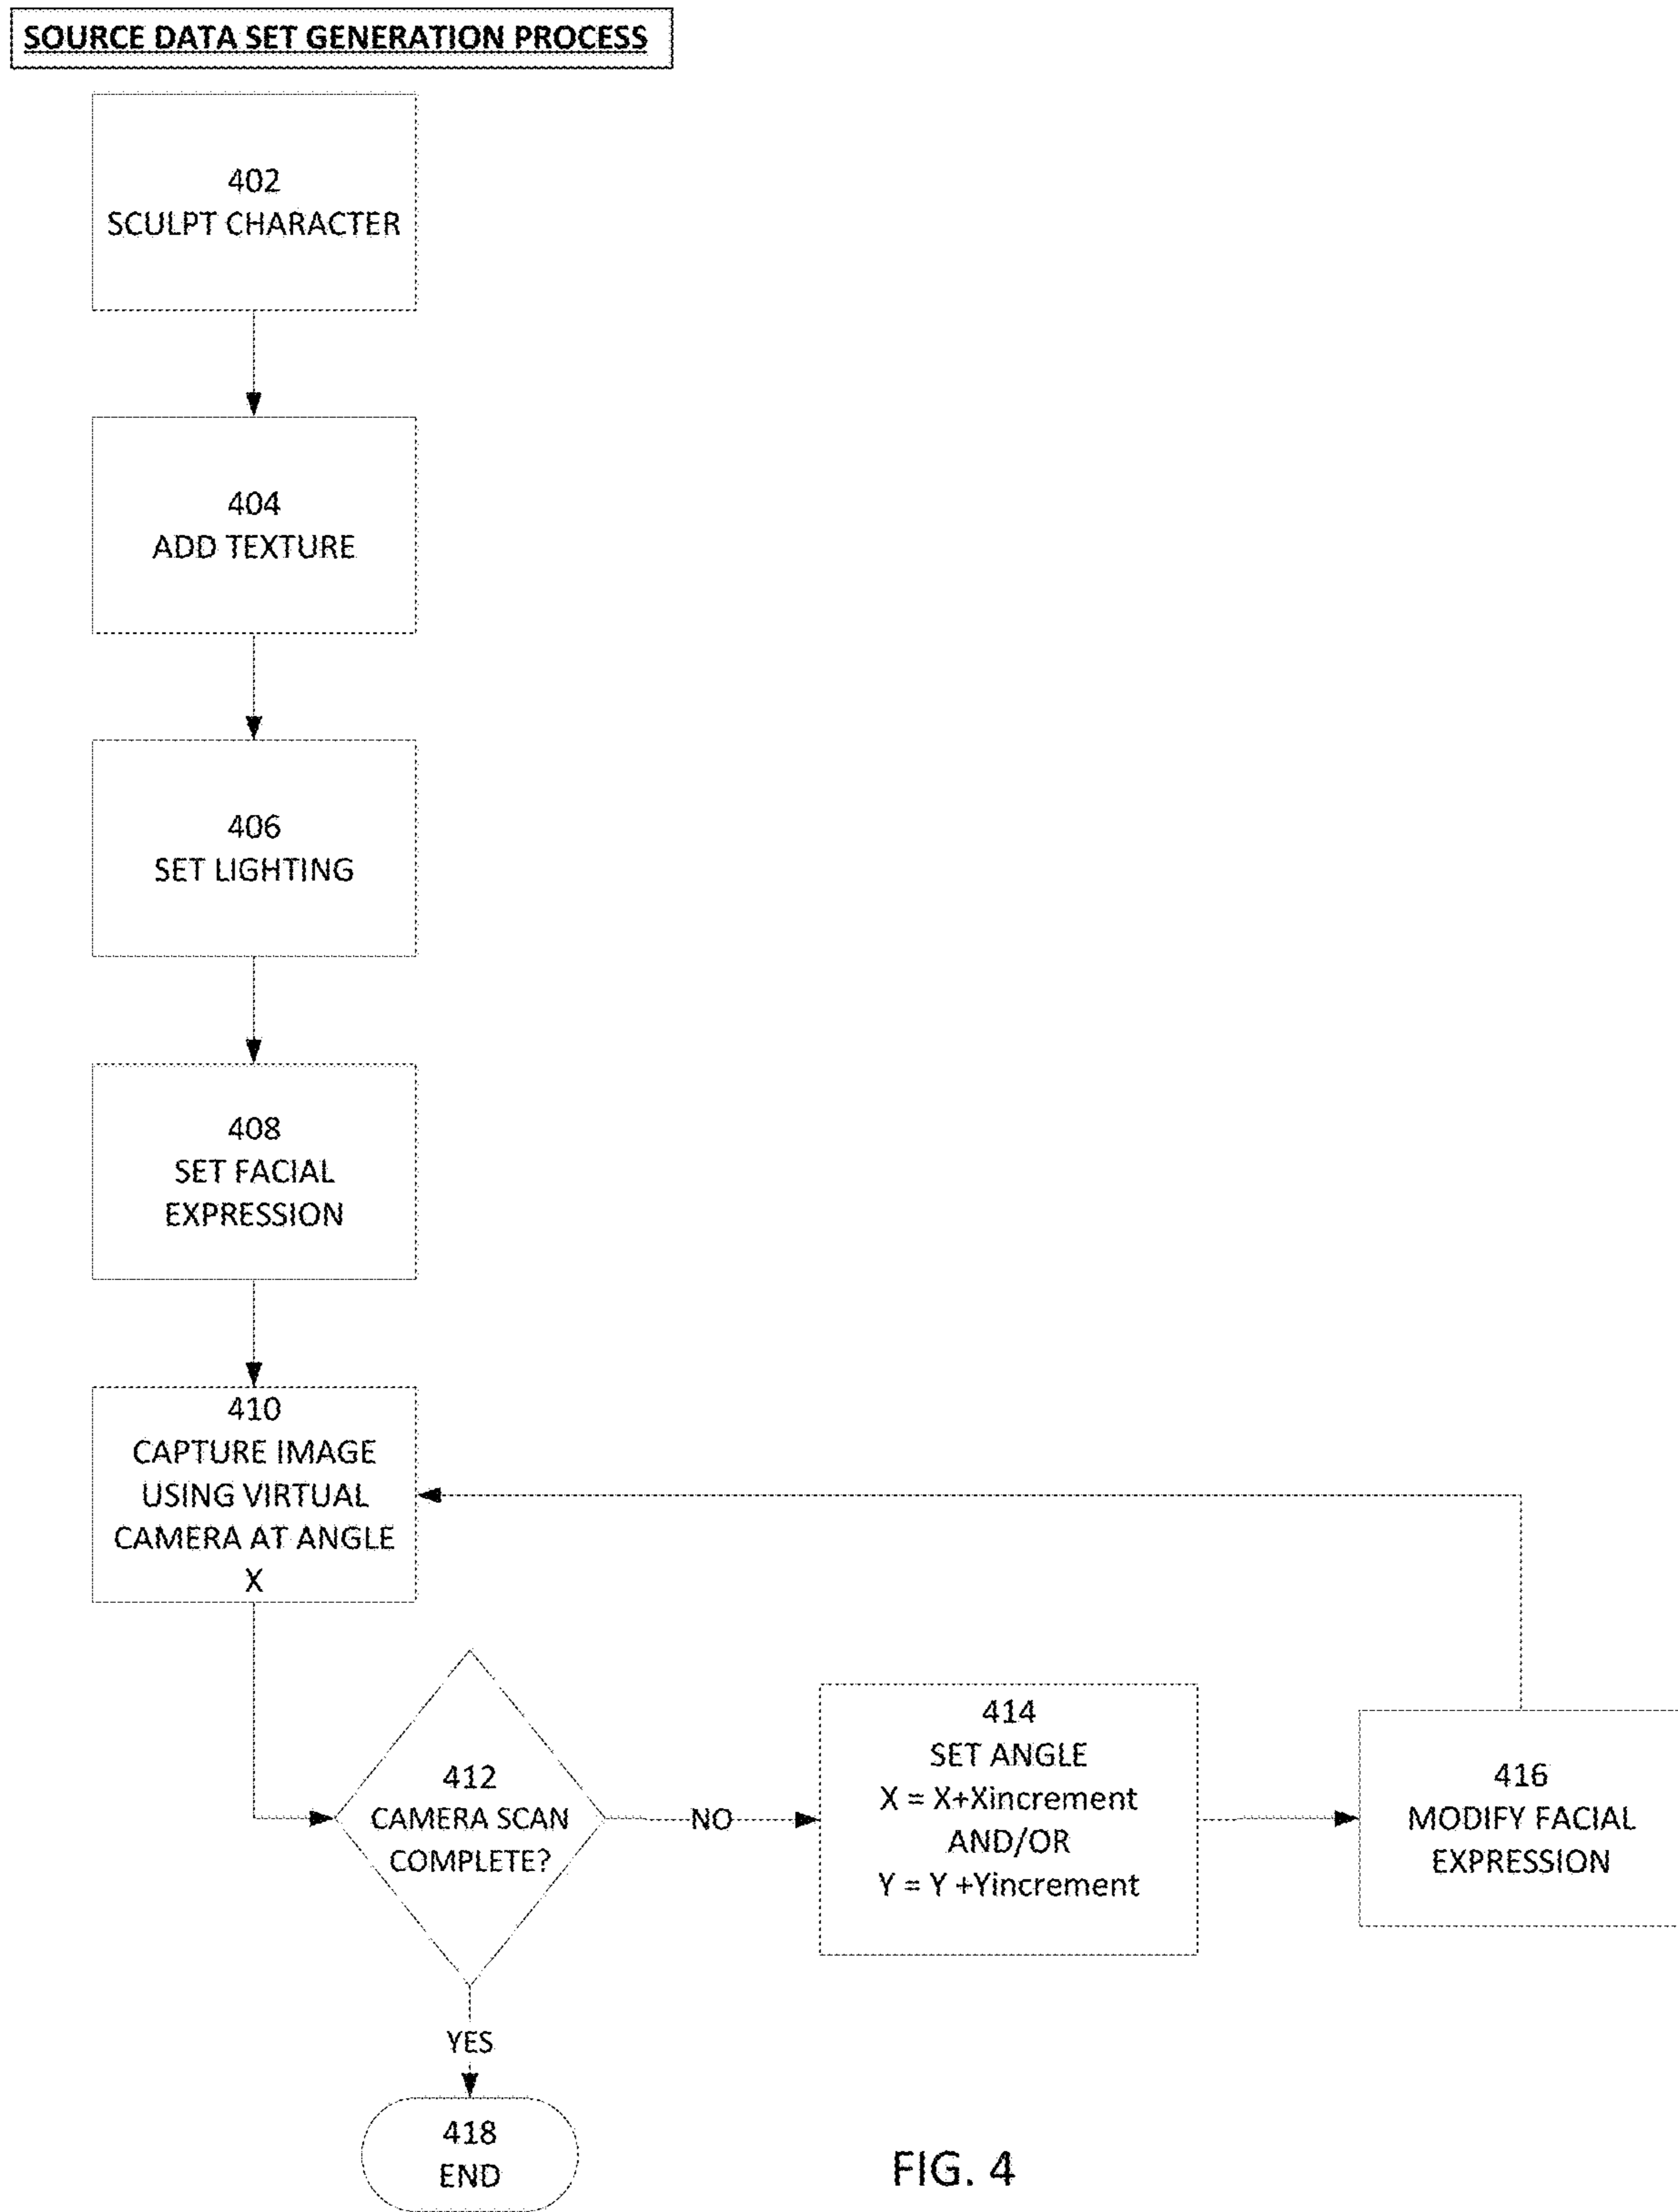 SOURCE DATA SET GENERATION PROCESS
402
SCULPT CHARACTER
404
ADD TEXTURE
406
SET LIGHTING
408
SET FACIAL
EXPRESSION
410
CAPTURE IMAGE
USING VIRTUAL
CAMERA AT ANGLE
X
412
CAMERA SCAN
COMPLETE?
NO
414
SET ANGLE
X = X+Xincrement
AND/OR
Y = Y +Yincrement
416
MODIFY FACIAL
EXPRESSION
YES
418
END
FIG. 4